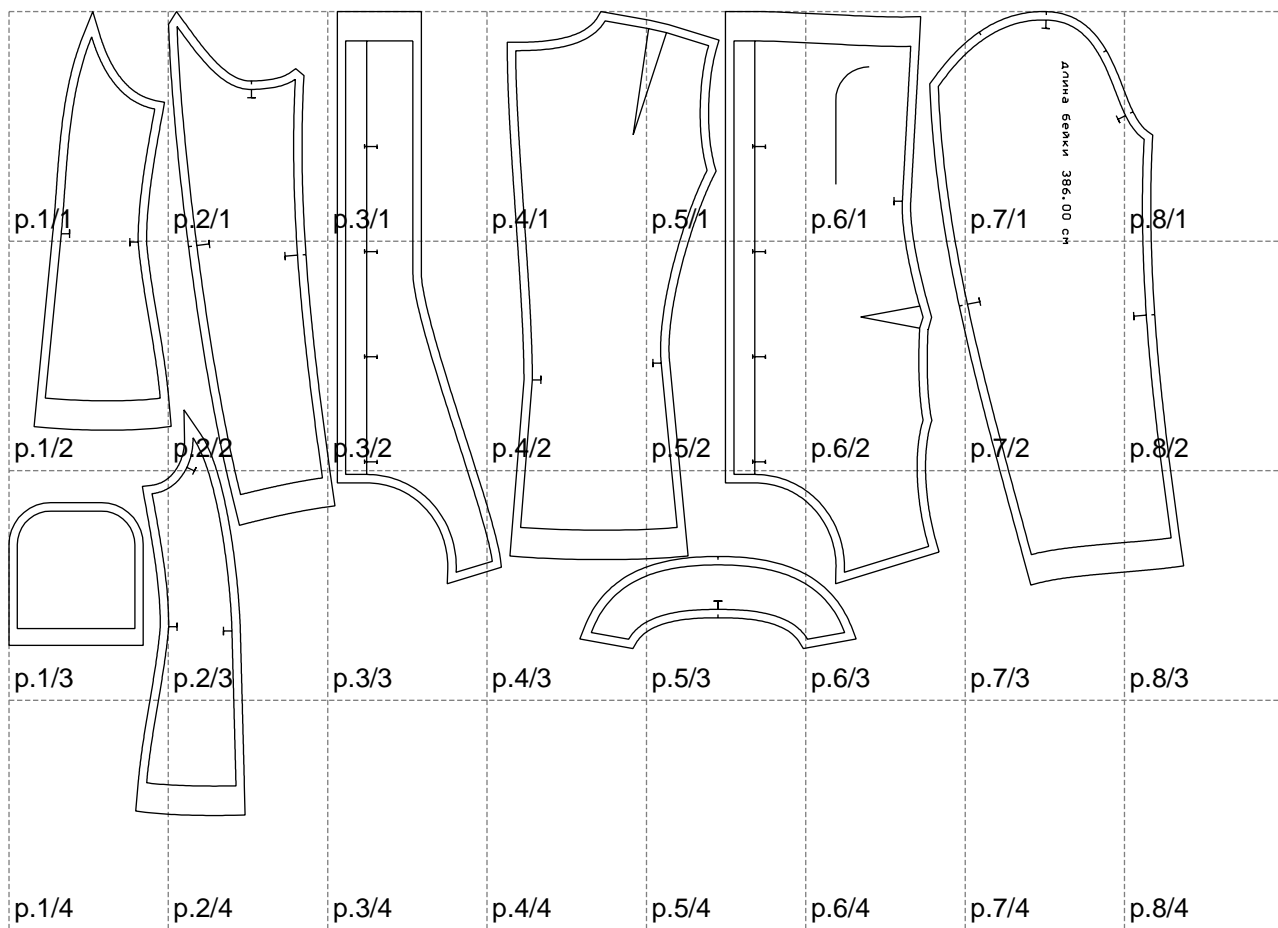 длина бейки 386.00 см
p.1/1
p.2/1
p.3/1
p.4/1
p.5/1
p.6/1
p.7/1
p.8/1
p.1/2
p.2/2
p.3/2
p.4/2
p.5/2
p.6/2
p.7/2
p.8/2
p.1/3
p.2/3
p.3/3
p.4/3
p.5/3
p.6/3
p.7/3
p.8/3
p.1/4
p.2/4
p.3/4
p.4/4
p.5/4
p.6/4
p.7/4
p.8/4